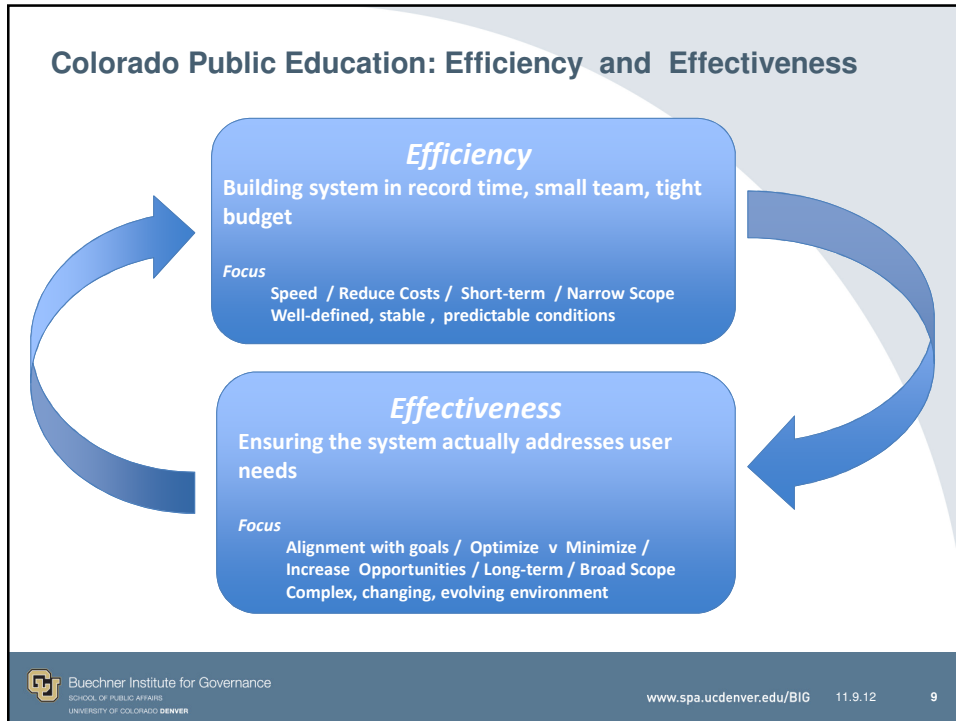 Colorado Public Education: Efficiency and Effectiveness
Efficiency
Building system in record time, small team, tight
budget
Focus
Speed / Reduce Costs / Short-term / Narrow Scope
Well-defined, stable , predictable conditions
Effectiveness
Ensuring the system actually addresses user
needs
Focus
Alignment with goals / Optimize v Minimize /
Increase Opportunities / Long-term / Broad Scope
Complex, changing, evolving environment
Buechner Institute for Governance
SCHOOL OF PUBLIC AFFAIRS
UNIVERSITY OF COLORADO DENVER
www.spa.ucdenver.edu/BIG 11.9.12 9